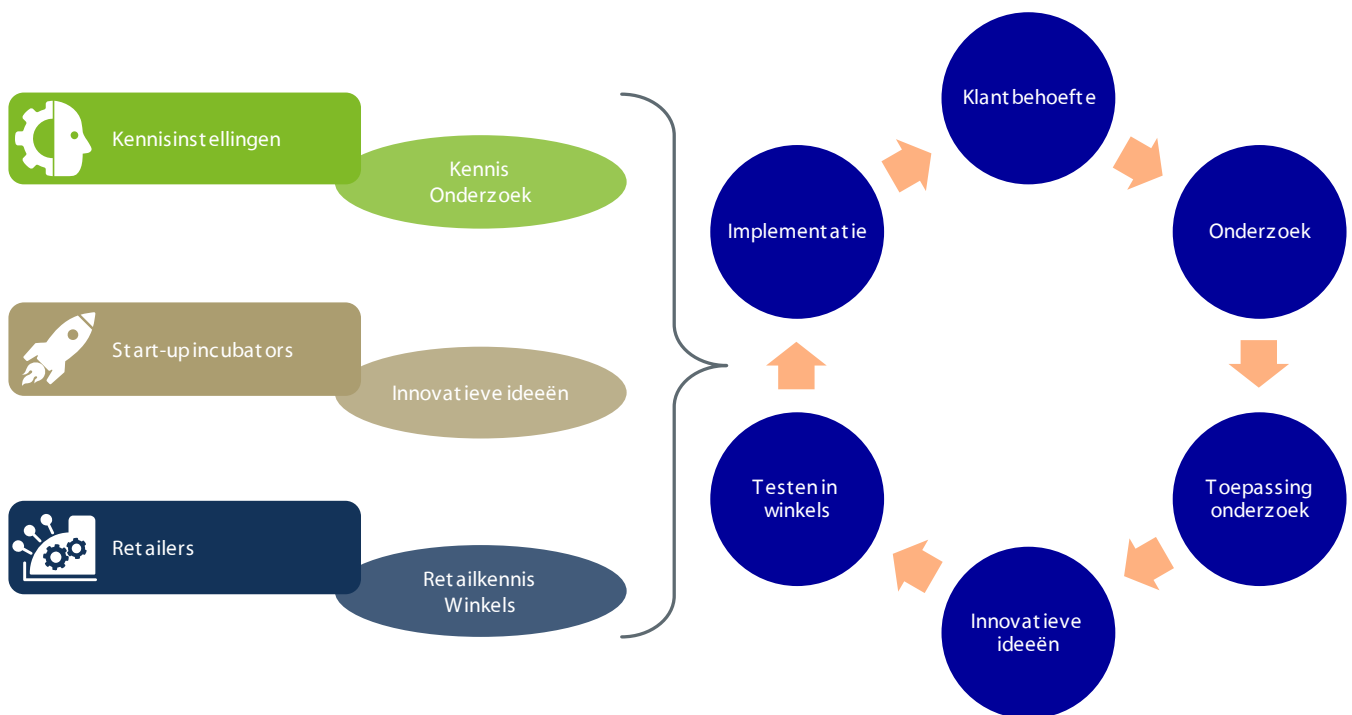 Kennisinstellingen
Kennis
Onderzoek
Start-up incubators
Innovatieve ideeën
Retailers
Retailkennis
Winkels
Klantbehoefte
Onderzoek
Toepassing
onderzoek
Innovatieve
ideeën
Testen in
winkels
Implementatie